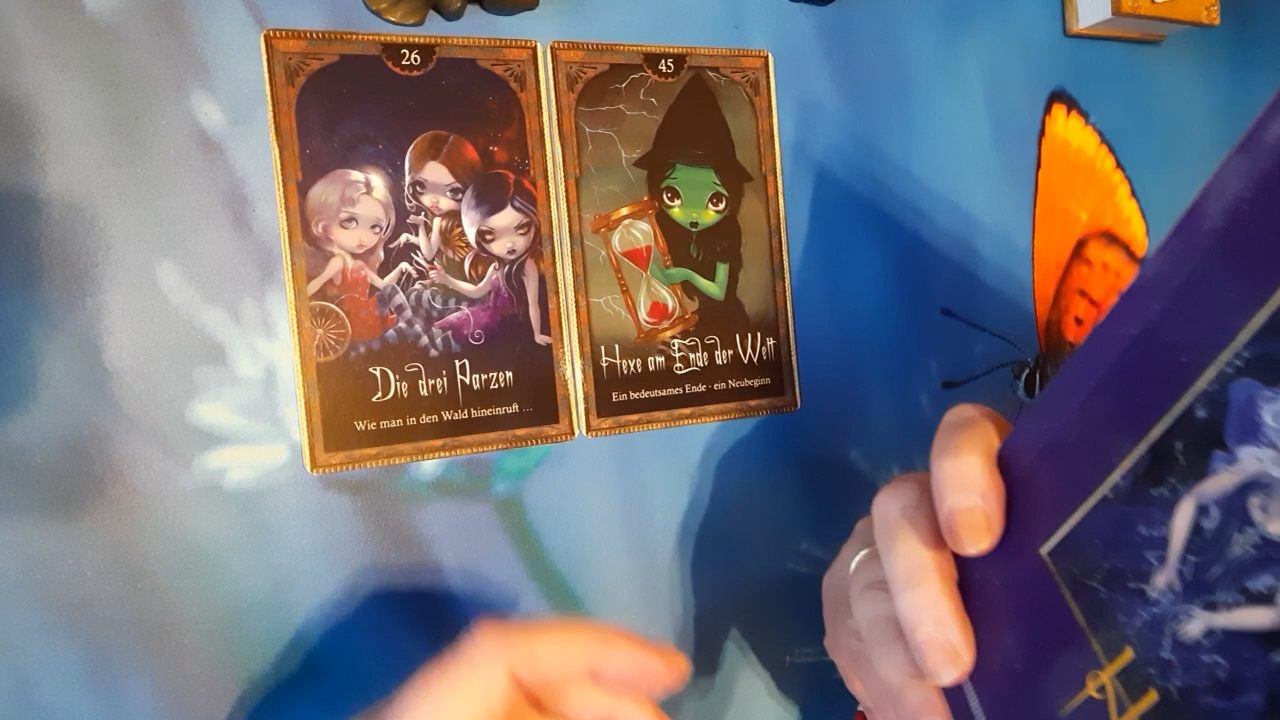 26
Die drei Parzen
Wie man in den Wald hineinruft ...
45
Hexe am Ende der Welt
Ein bedeutsames Ende · ein Neubeginn